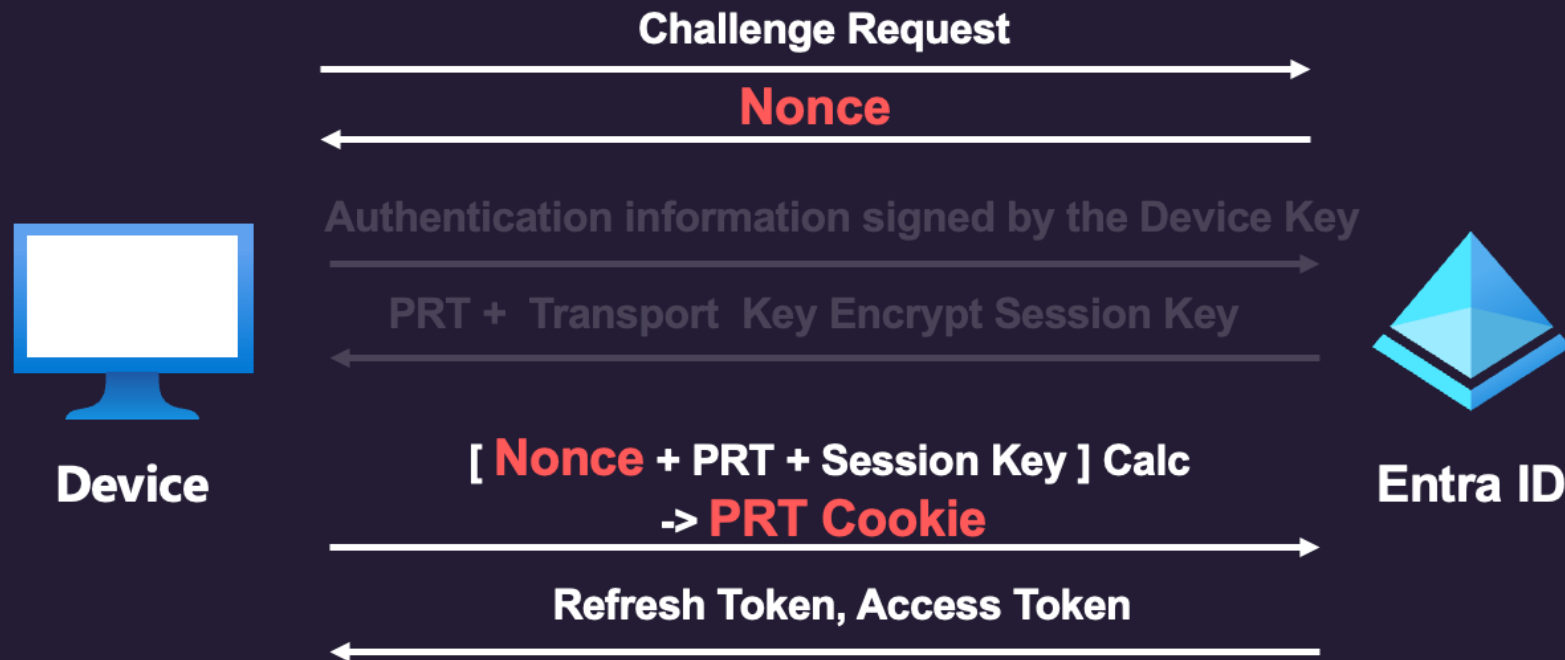 Challenge Request
Nonce
Authentication information signed by the Device Key
PRT + Transport Key Encrypt Session Key
[ Nonce + PRT + Session Key ] Calc
-> PRT Cookie
Device
Entra ID
Refresh Token, Access Token